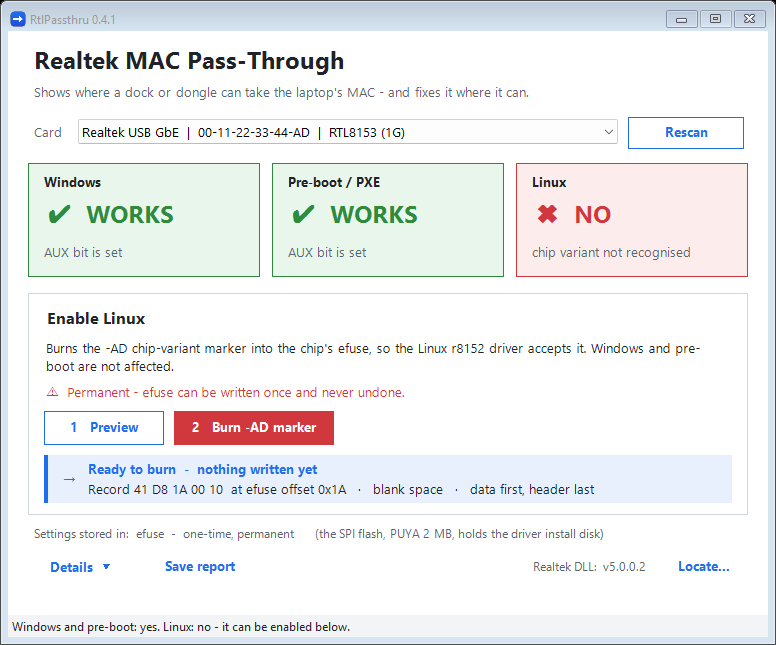 RtlPassthru 0.4.1
Realtek MAC Pass-Through
Shows where a dock or dongle can take the laptop's MAC - and fixes it where it can.
Card
Realtek USB GbE | 00-11-22-33-44-AD | RTL8153 (1G)
Rescan
Windows
✔ WORKS
AUX bit is set
Pre-boot / PXE
✔ WORKS
AUX bit is set
Linux
✖ NO
chip variant not recognised
Enable Linux
Burns the -AD chip-variant marker into the chip's efuse, so the Linux r8152 driver accepts it. Windows and pre-
boot are not affected.
⚠ Permanent - efuse can be written once and never undone.
1 Preview
2 Burn -AD marker
→ Ready to burn - nothing written yet
Record 41 D8 1A 00 10 at efuse offset 0x1A · blank space · data first, header last
Settings stored in: efuse - one-time, permanent (the SPI flash, PUYA 2 MB, holds the driver install disk)
Details ▼
Save report
Realtek DLL: v5.0.0.2
Locate...
Windows and pre-boot: yes. Linux: no - it can be enabled below.